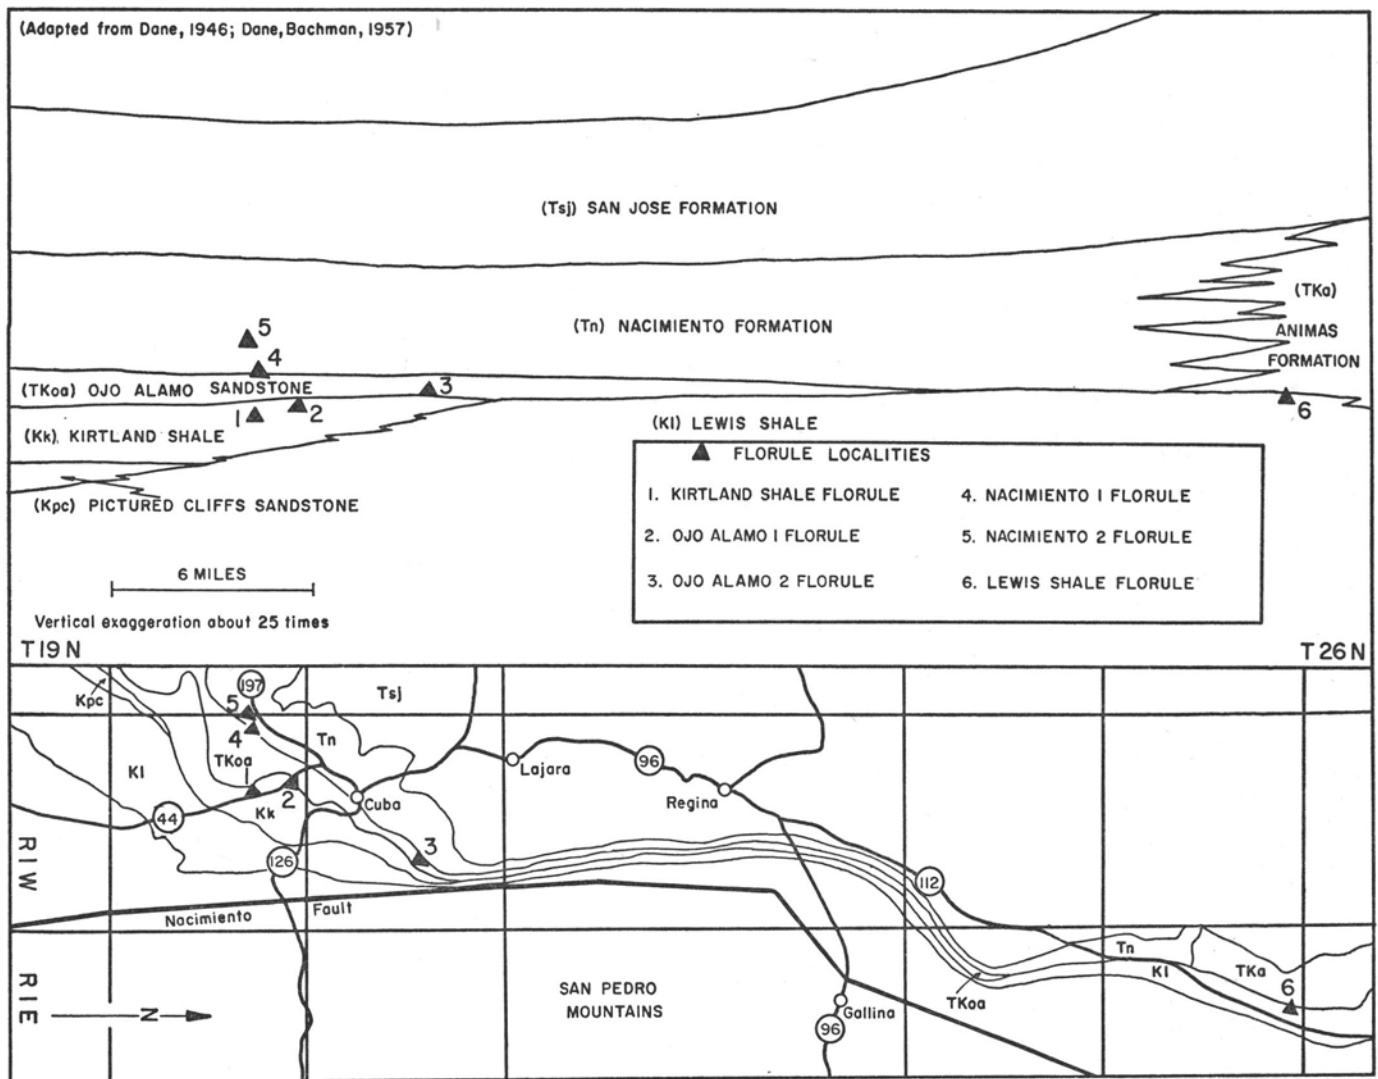 (Adapted from Dane, 1946; Dane, Bachman, 1957)
(Tsj) SAN JOSE FORMATION
(TKa)
(Tn) NACIMIENTO FORMATION
ANIMAS
FORMATION
5
4
(TKoa) OJO ALAMO SANDSTONE
3
1
2
6
(Kk). KIRTLAND SHALE
(Kl) LEWIS SHALE
(Kpc) PICTURED CLIFFS SANDSTONE
FLORULE LOCALITIES
1. KIRTLAND SHALE FLORULE
2. OJO ALAMO 1 FLORULE
3. OJO ALAMO 2 FLORULE
4. NACIMIENTO 1 FLORULE
5. NACIMIENTO 2 FLORULE
6. LEWIS SHALE FLORULE
6 MILES
Vertical exaggeration about 25 times
T19N
T26N
Kpc
197
Tsj
5
4
Tn
TKoa
Kl
1
2
Kk
Lajara
96
Regina
Cuba
44
126
3
112
R1W
Nacimiento Fault
Tn
Kl
TKa
6
TKoa
R1E
N
SAN PEDRO
MOUNTAINS
Gallina
96